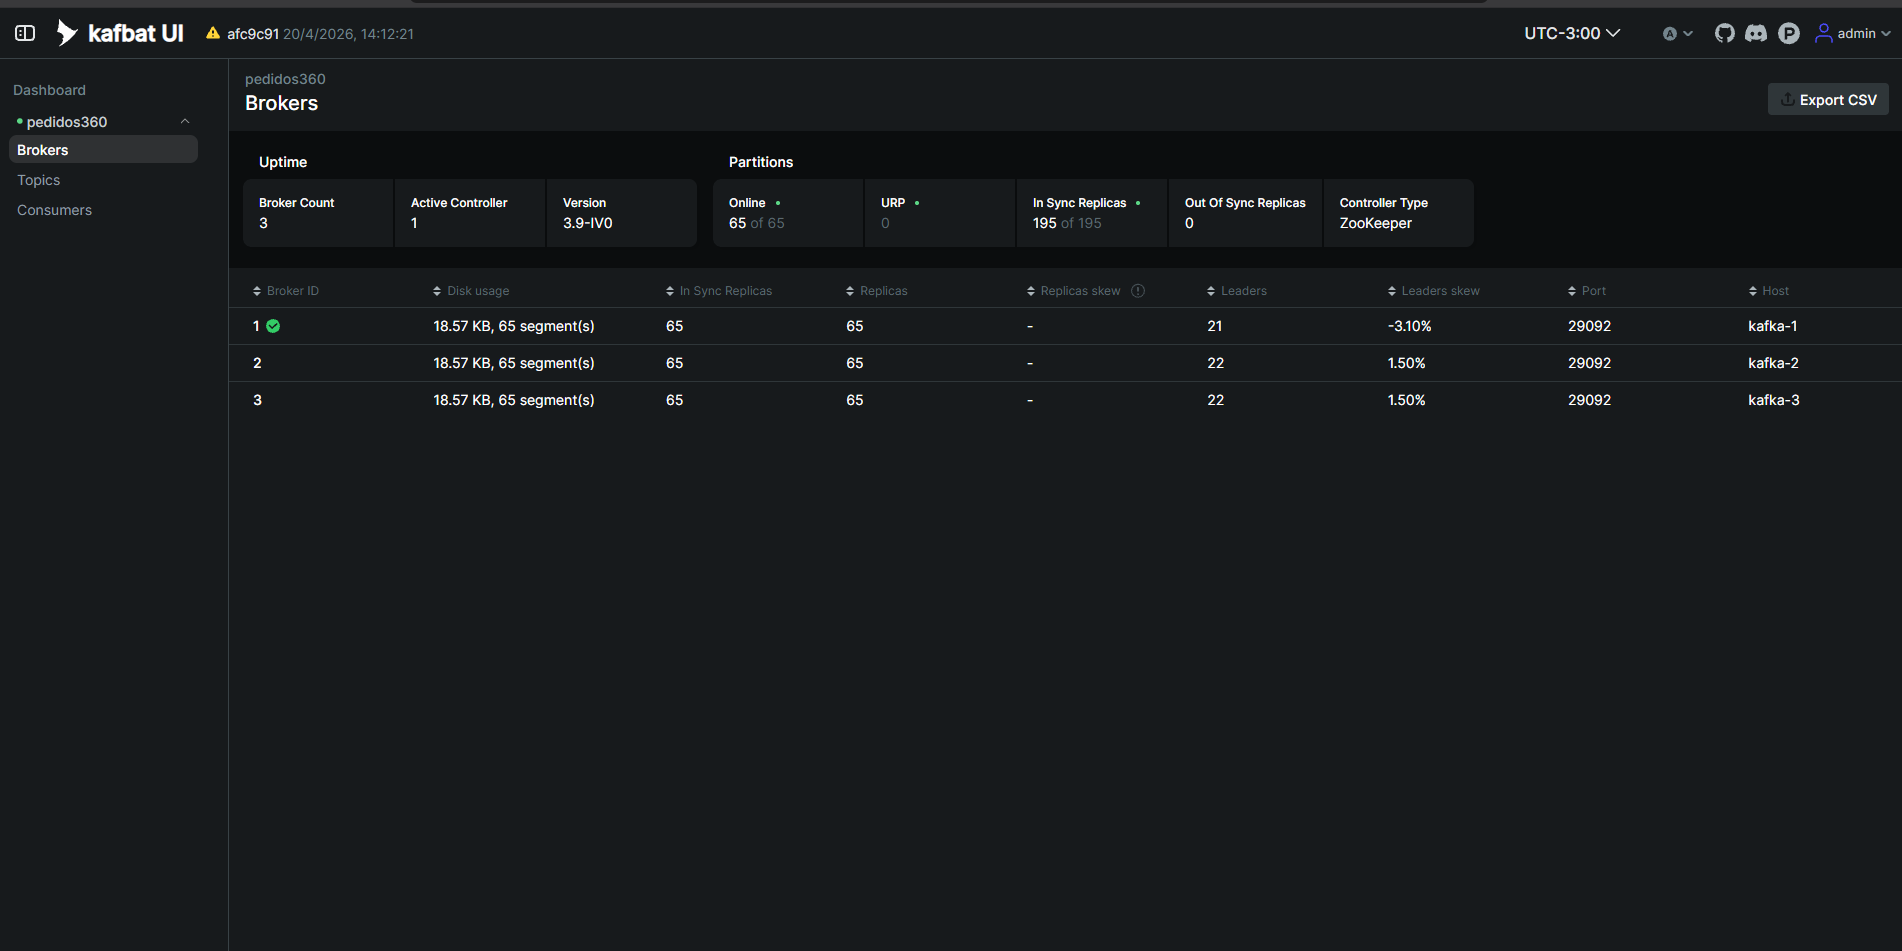 kafbat UI afc9c91 20/4/2026, 14:12:21 UTC-3:00 A P admin
Dashboard
pedidos360
Brokers
Topics
Consumers
pedidos360
Brokers
Export CSV
Uptime
Broker Count Active Controller Version
3 1 3.9-IV0
Partitions
Online URP In Sync Replicas Out Of Sync Replicas Controller Type
65 of 65 0 195 of 195 0 ZooKeeper
Broker ID Disk usage In Sync Replicas Replicas Replicas skew Leaders Leaders skew Port Host
1 18.57 KB, 65 segment(s) 65 65 - 21 -3.10% 29092 kafka-1
2 18.57 KB, 65 segment(s) 65 65 - 22 1.50% 29092 kafka-2
3 18.57 KB, 65 segment(s) 65 65 - 22 1.50% 29092 kafka-3